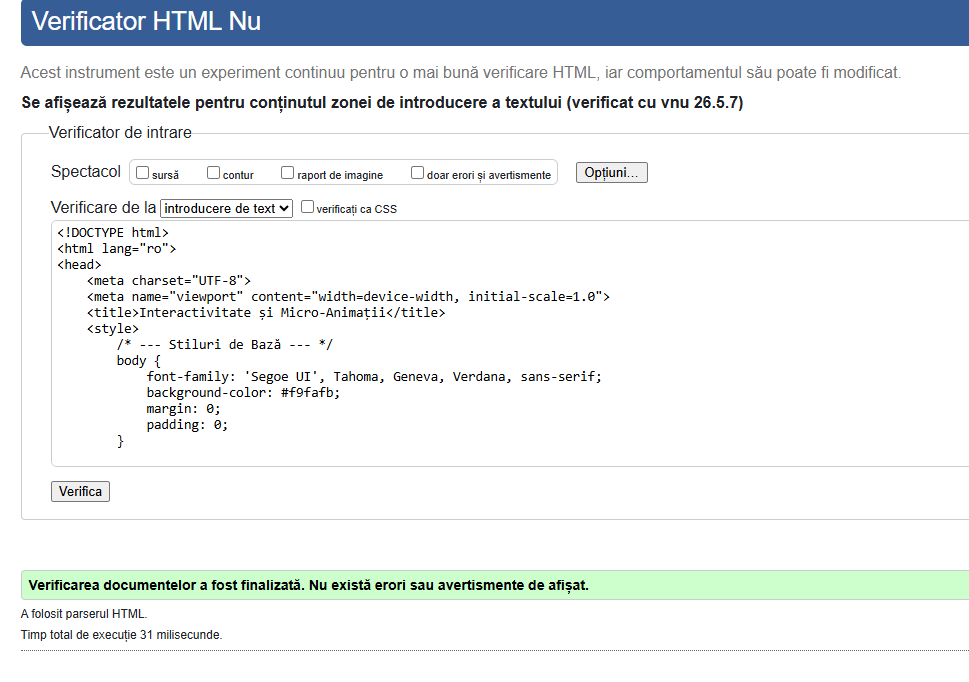 Verificator HTML Nu
Acest instrument este un experiment continuu pentru o mai bună verificare HTML, iar comportamentul său poate fi modificat.
Se afișează rezultatele pentru conținutul zonei de introducere a textului (verificat cu vnu 26.5.7)
Verificator de intrare
Spectacol sursă contur raport de imagine doar erori și avertismente Opțiuni...
Verificare de la introducere de text verificați ca CSS
<!DOCTYPE html>
<html lang="ro">
<head>
    <meta charset="UTF-8">
    <meta name="viewport" content="width=device-width, initial-scale=1.0">
    <title>Interactivitate și Micro-Animații</title>
    <style>
        /* --- Stiluri de Bază --- */
        body {
            font-family: 'Segoe UI', Tahoma, Geneva, Verdana, sans-serif;
            background-color: #f9fafb;
            margin: 0;
            padding: 0;
        }
Verifica
Verificarea documentelor a fost finalizată. Nu există erori sau avertismente de afișat.
A folosit parserul HTML.
Timp total de execuție 31 milisecunde.